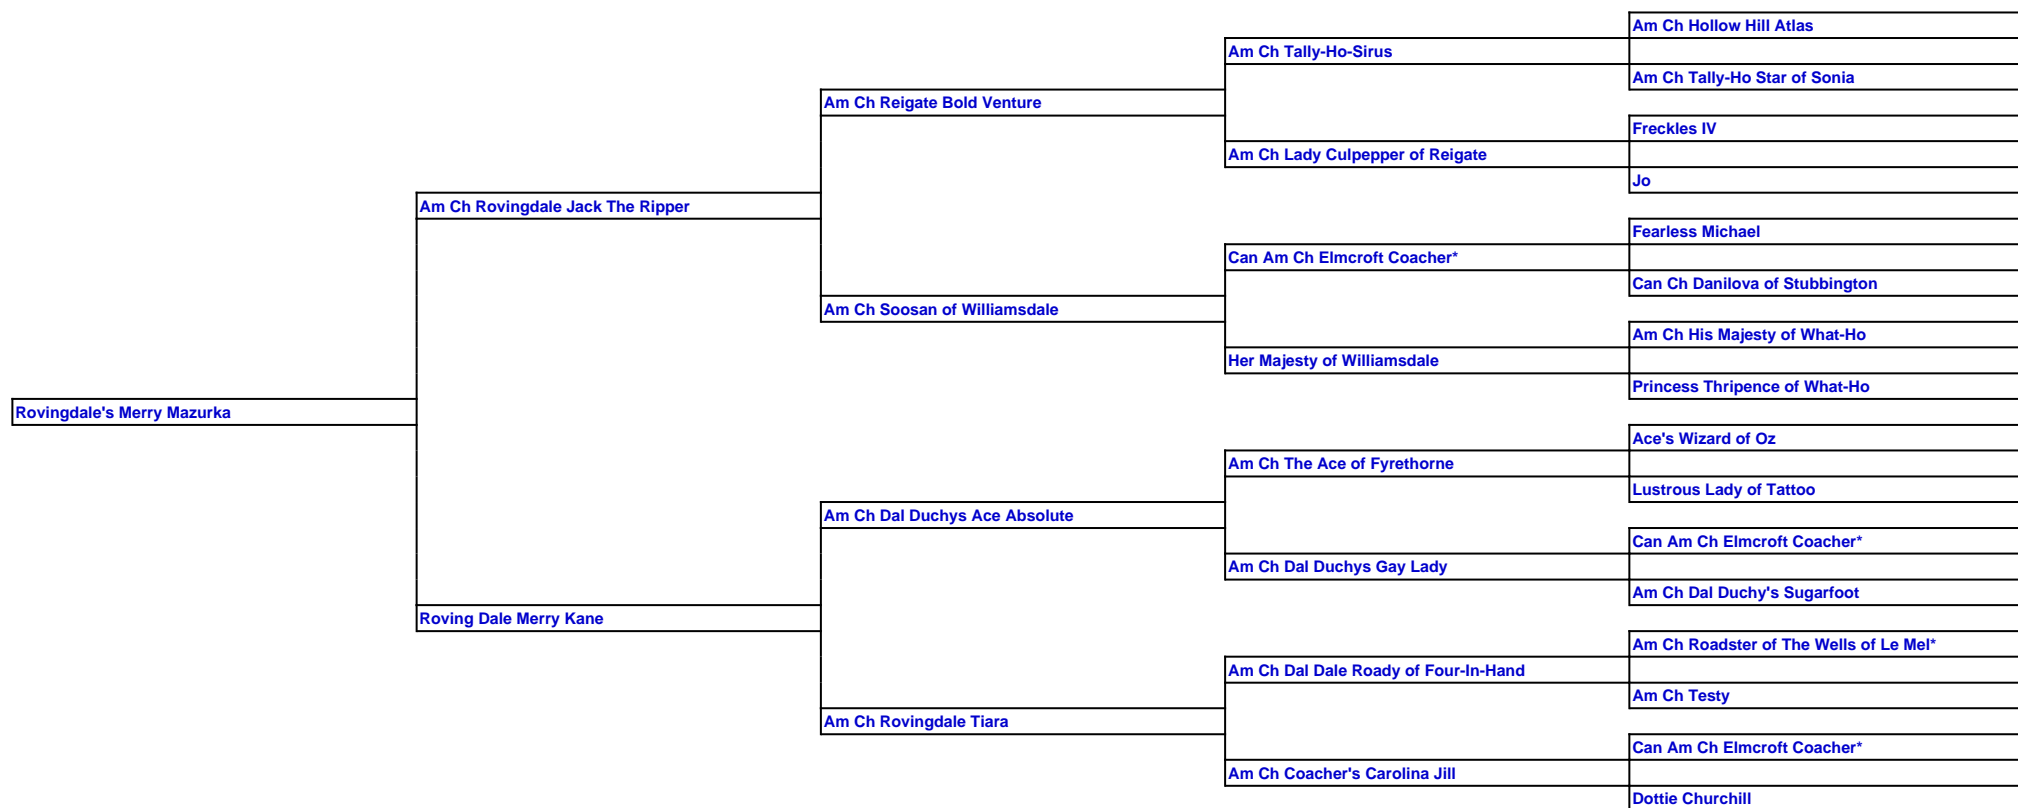 Am Ch Hollow Hill Atlas
Am Ch Tally-Ho-Sirus
Am Ch Tally-Ho Star of Sonia
Am Ch Reigate Bold Venture
Freckles IV
Am Ch Lady Culpepper of Reigate
Jo
Am Ch Rovingdale Jack The Ripper
Fearless Michael
Can Am Ch Elmcroft Coacher*
Can Ch Danilova of Stubbington
Am Ch Soosan of Williamsdale
Am Ch His Majesty of What-Ho
Her Majesty of Williamsdale
Princess Thripence of What-Ho
Rovingdale's Merry Mazurka
Ace's Wizard of Oz
Am Ch The Ace of Fyrethorne
Lustrous Lady of Tattoo
Am Ch Dal Duchys Ace Absolute
Can Am Ch Elmcroft Coacher*
Am Ch Dal Duchys Gay Lady
Am Ch Dal Duchy's Sugarfoot
Roving Dale Merry Kane
Am Ch Roadster of The Wells of Le Mel*
Am Ch Dal Dale Roady of Four-In-Hand
Am Ch Testy
Am Ch Rovingdale Tiara
Can Am Ch Elmcroft Coacher*
Am Ch Coacher's Carolina Jill
Dottie Churchill